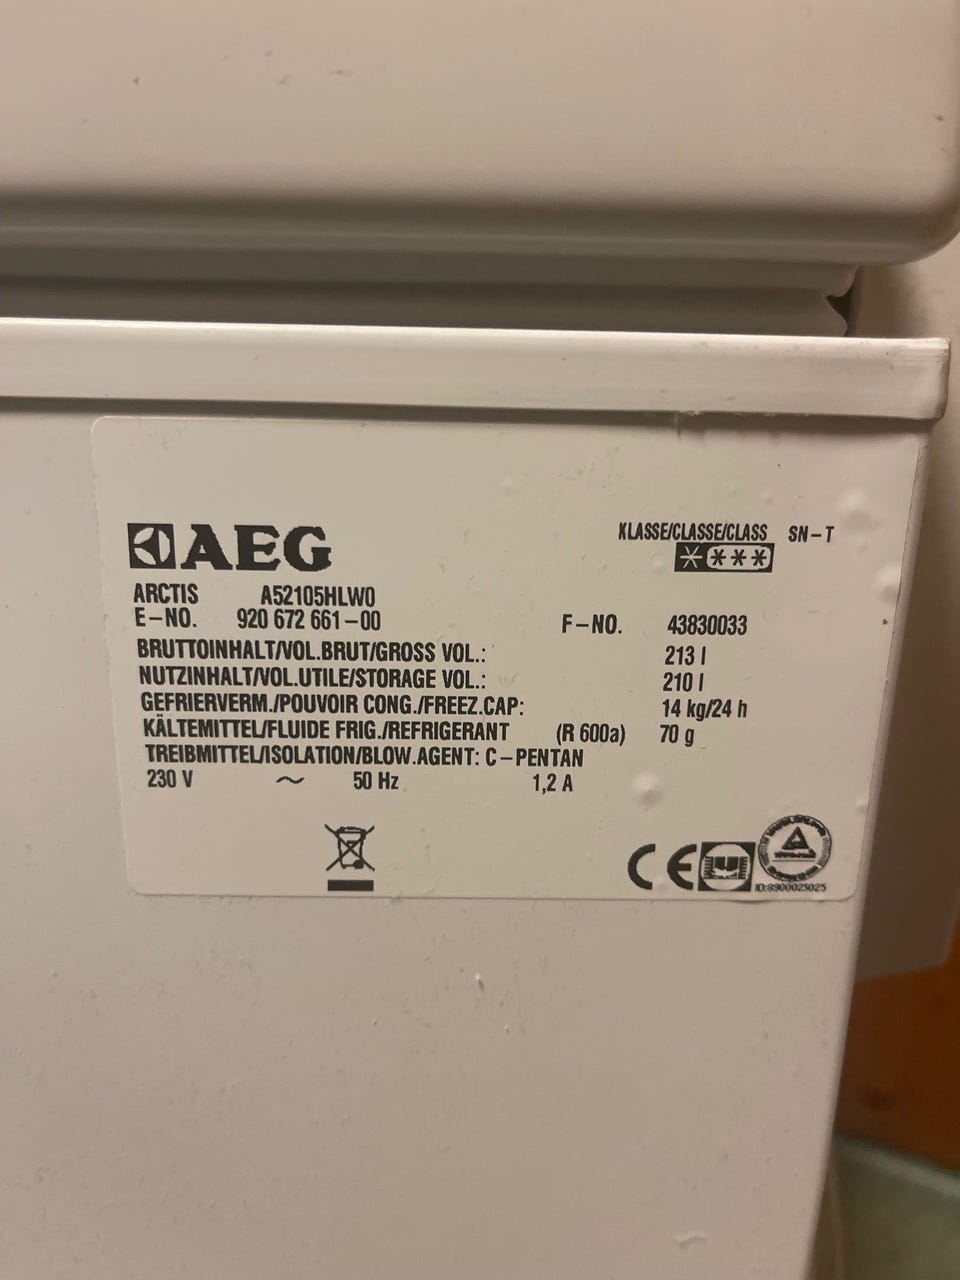 AEG
KLASSE/CLASSE/CLASS SN-T
ARCTIS A52105HLW0
E-NO. 920 672 661-00 F-NO. 43830033
BRUTTOINHALT/VOL.BRUT/GROSS VOL.: 213 l
NUTZINHALT/VOL.UTILE/STORAGE VOL.: 210 l
GEFRIERVERM./POUVOIR CONG./FREEZ.CAP: 14 kg/24 h
KÄLTEMITTEL/FLUIDE FRIG./REFRIGERANT (R 600a) 70 g
TREIBMITTEL/ISOLATION/BLOW.AGENT: C-PENTAN
230 V ~ 50 Hz 1,2 A
CE
ID:8900025025